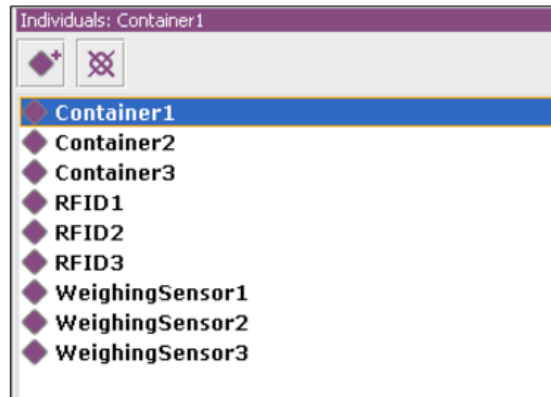 Individuals: Container1
Container1
Container2
Container3
RFID1
RFID2
RFID3
WeighingSensor1
WeighingSensor2
WeighingSensor3